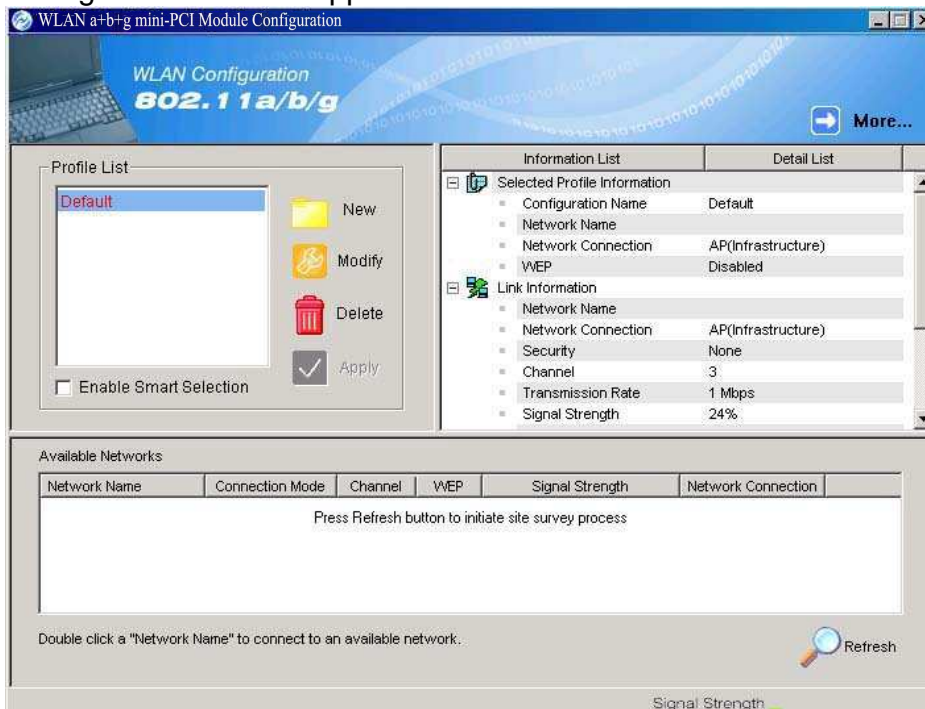 WLAN a+b+g mini-PCI Module Configuration
WLAN Configuration
802.11a/b/g
More...
Profile List
Default
New
Modify
Delete
Apply
Enable Smart Selection
Information List Detail List
Selected Profile Information
Configuration Name Default
Network Name
Network Connection AP(Infrastructure)
WEP Disabled
Link Information
Network Name
Network Connection AP(Infrastructure)
Security None
Channel 3
Transmission Rate 1 Mbps
Signal Strength 24%
Available Networks
Network Name Connection Mode Channel WEP Signal Strength Network Connection
Press Refresh button to initiate site survey process
Double click a "Network Name" to connect to an available network.
Refresh
Signal Strength